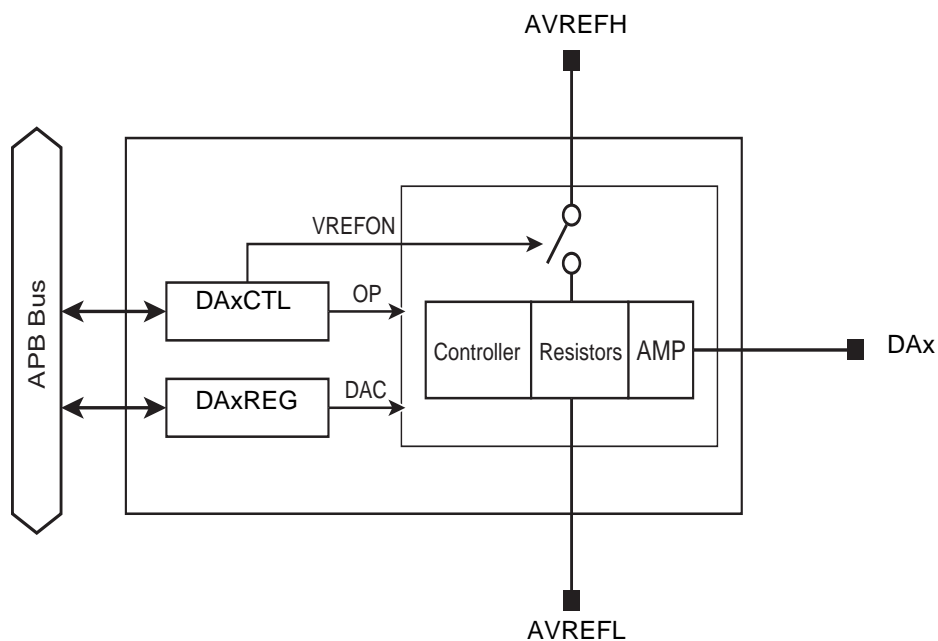 AVREFH
VREFON
DAxCTL
OP
Controller
Resistors
AMP
DAx
APB Bus
DAxREG
DAC
AVREFL